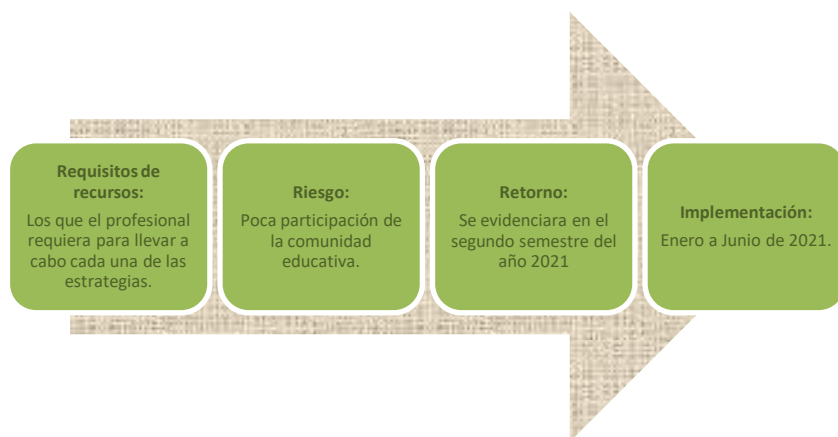 Requisitos de
recursos:
Los que el profesional
requiera para llevar a
cabo cada una de las
estrategias.
Riesgo:
Poca participación de
la comunidad
educativa.
Retorno:
Se evidenciara en el
segundo semestre del
año 2021
Implementación:
Enero a Junio de 2021.